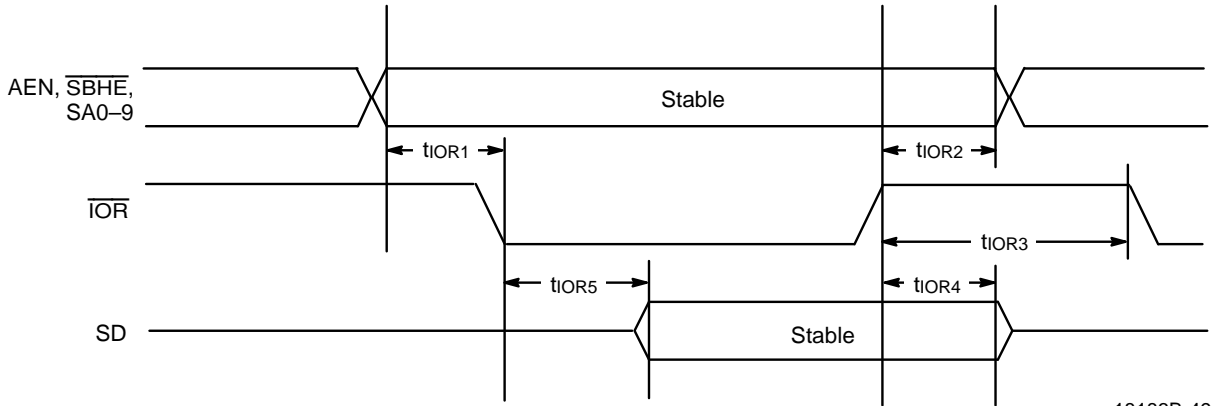 AEN, SBHE,
SA0–9
Stable
tIOR1
tIOR2
IOR
tIOR3
tIOR5
tIOR4
SD
Stable